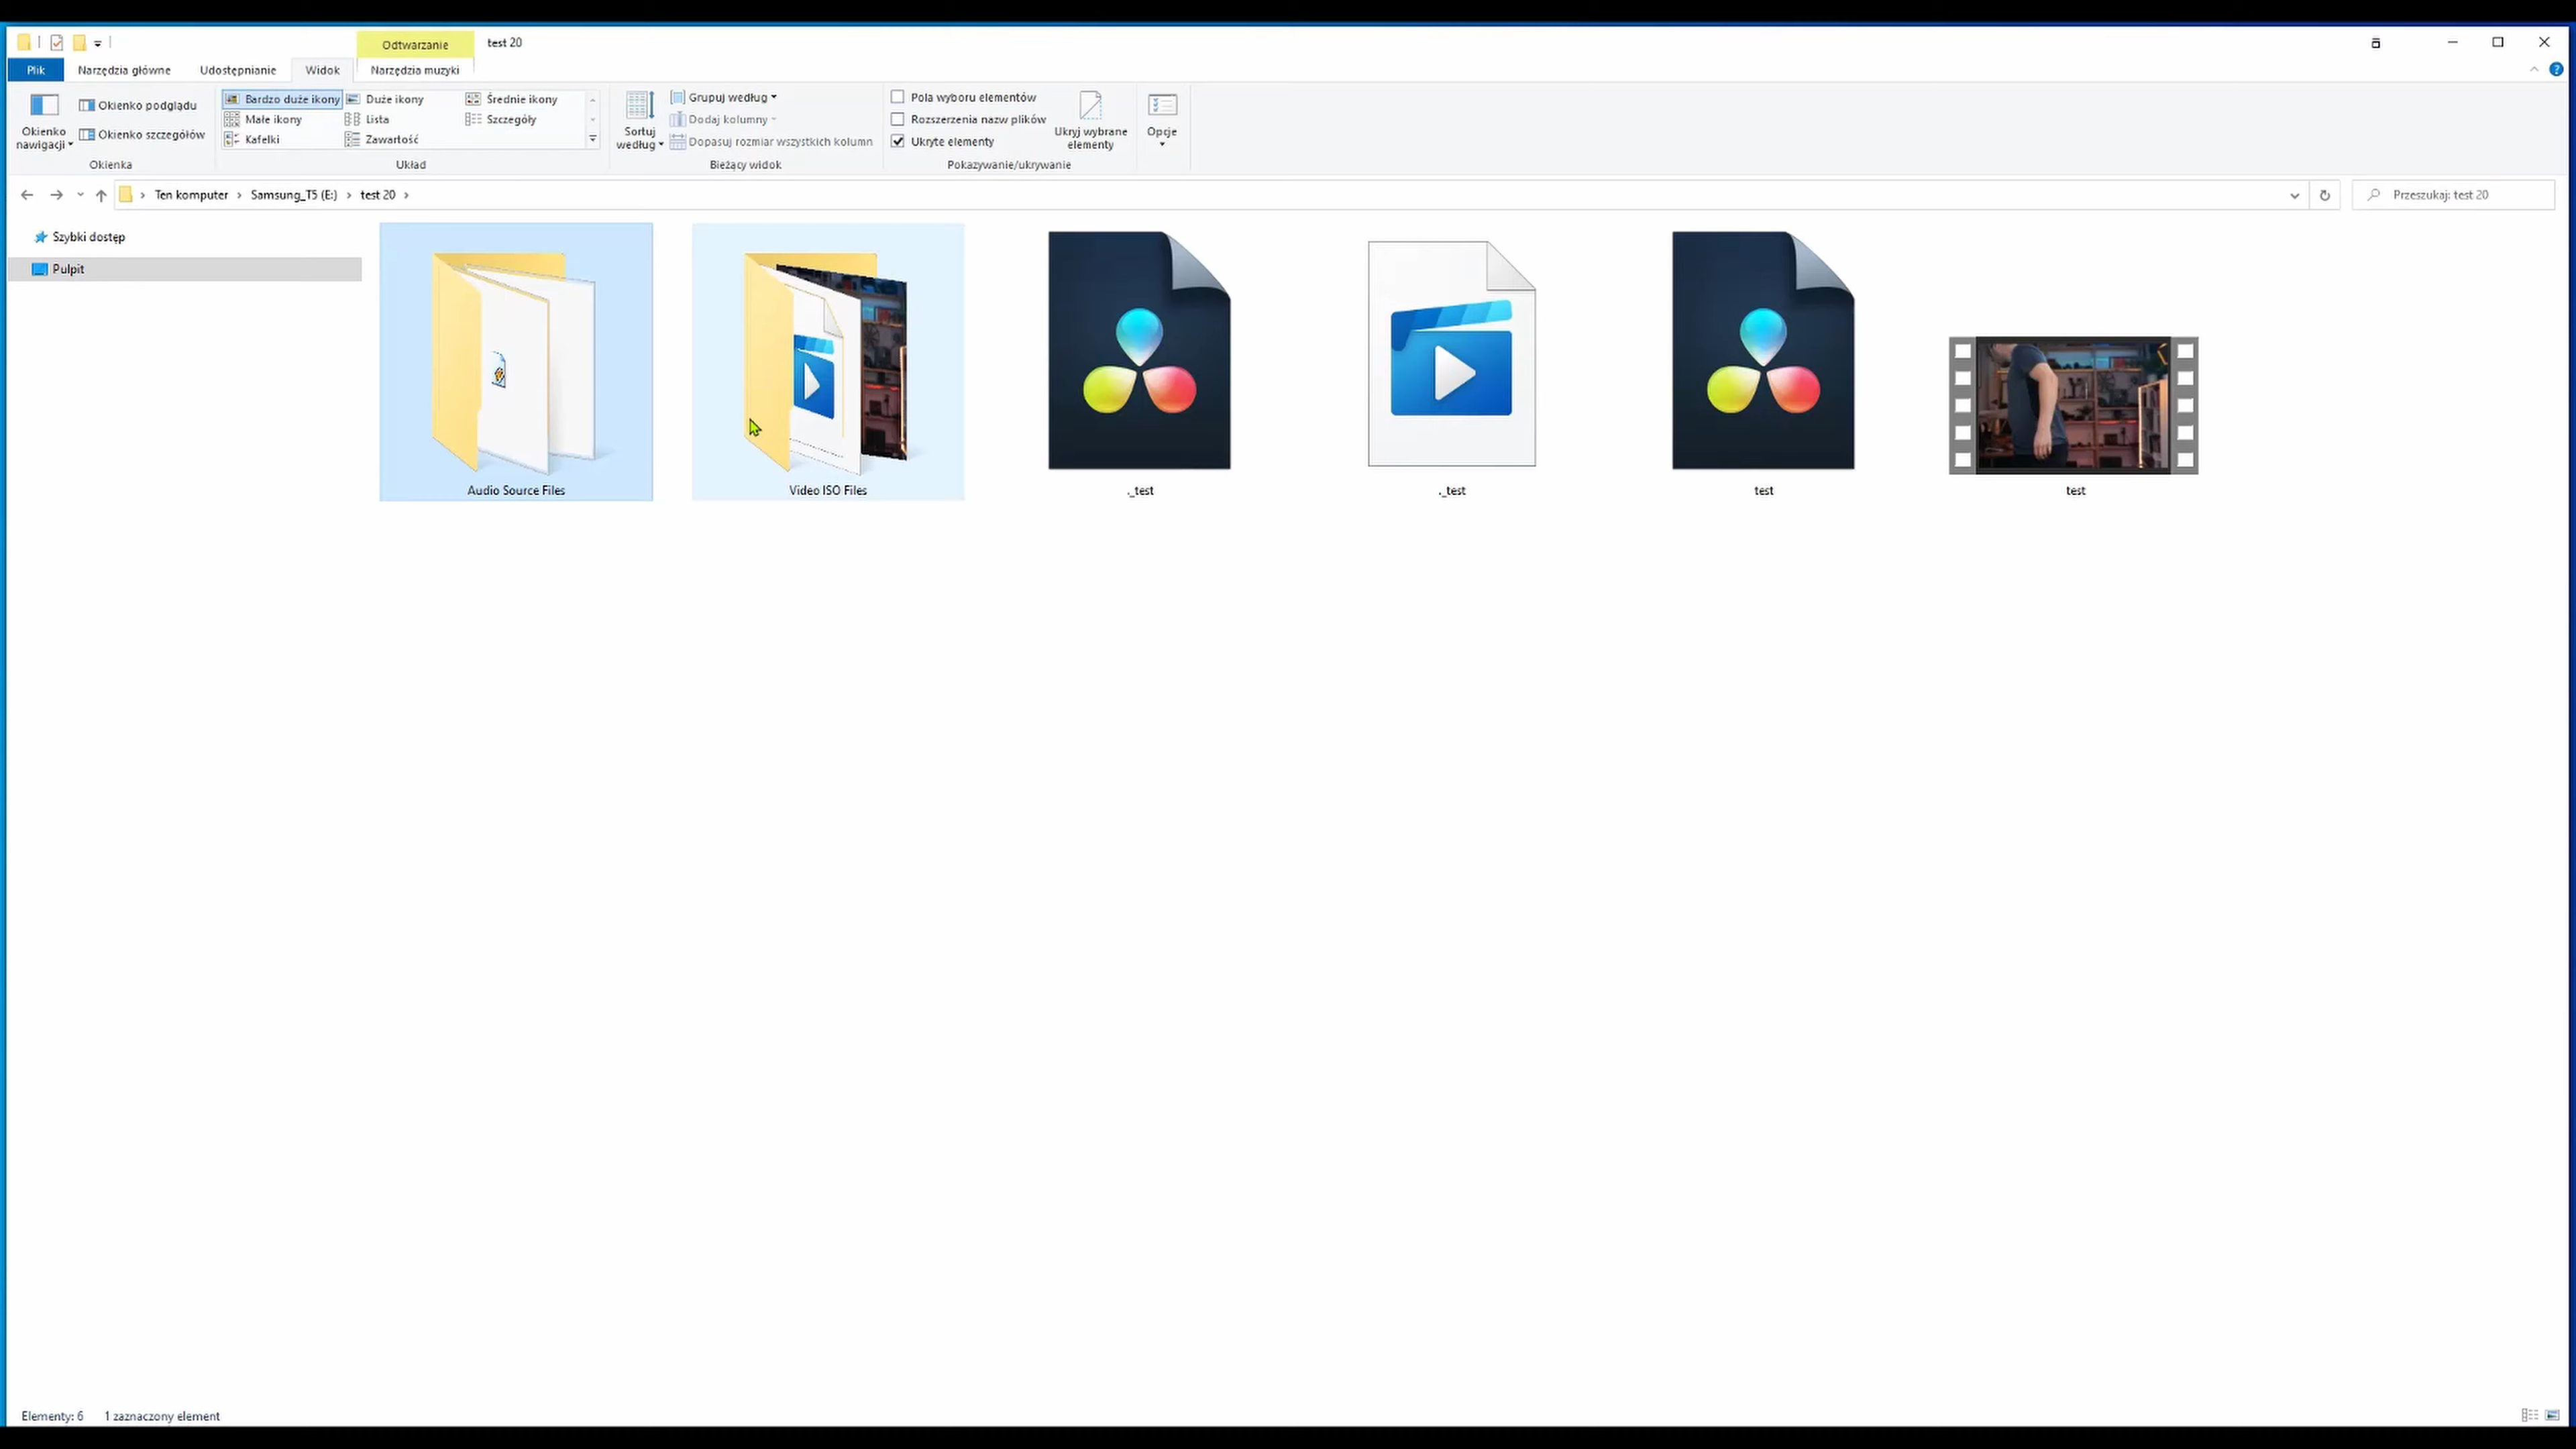 Odtwarzanie
test 20
Plik
Narzędzia główne
Udostępnianie
Widok
Narzędzia muzyki
Okienko nawigacji
Okienko podglądu
Okienko szczegółów
Okienka
Bardzo duże ikony
Duże ikony
Średnie ikony
Małe ikony
Lista
Szczegóły
Kafelki
Zawartość
Układ
Sortuj według
Grupuj według
Dodaj kolumny
Dopasuj rozmiar wszystkich kolumn
Bieżący widok
Pola wyboru elementów
Rozszerzenia nazw plików
Ukryte elementy
Ukryj wybrane elementy
Pokazywanie/ukrywanie
Opcje
Ten komputer > Samsung_T5 (E:) > test 20 >
Przeszukaj: test 20
Szybki dostęp
Pulpit
Audio Source Files
Video ISO Files
._test
._test
test
test
Elementy: 6
1 zaznaczony element